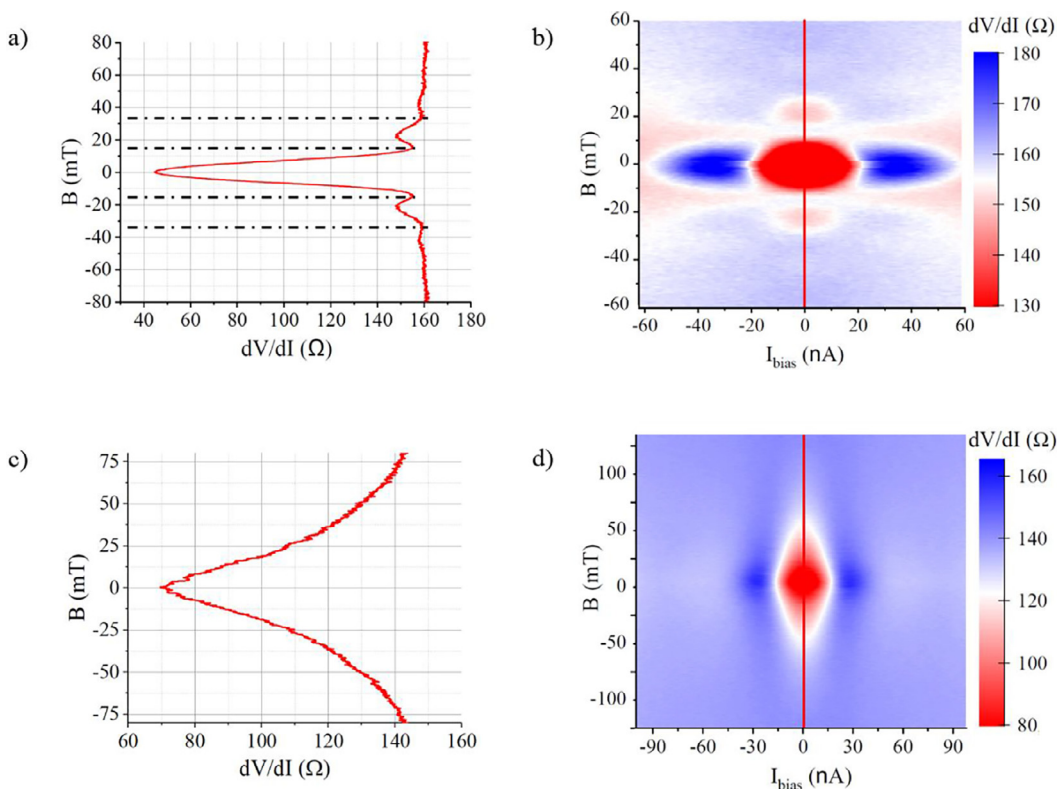 a)
80
60
40
20
0
-20
-40
-60
-80
B (mT)
40 60 80 100 120 140 160 180
dV/dI (Ω)
b)
60
40
20
0
-20
-40
-60
B (mT)
-60 -40 -20 0 20 40 60
I_bias (nA)
dV/dI (Ω)
180
170
160
150
140
130
c)
75
50
25
0
-25
-50
-75
B (mT)
60 80 100 120 140 160
dV/dI (Ω)
d)
100
50
0
-50
-100
B (mT)
-90 -60 -30 0 30 60 90
I_bias (nA)
dV/dI (Ω)
160
140
120
100
80